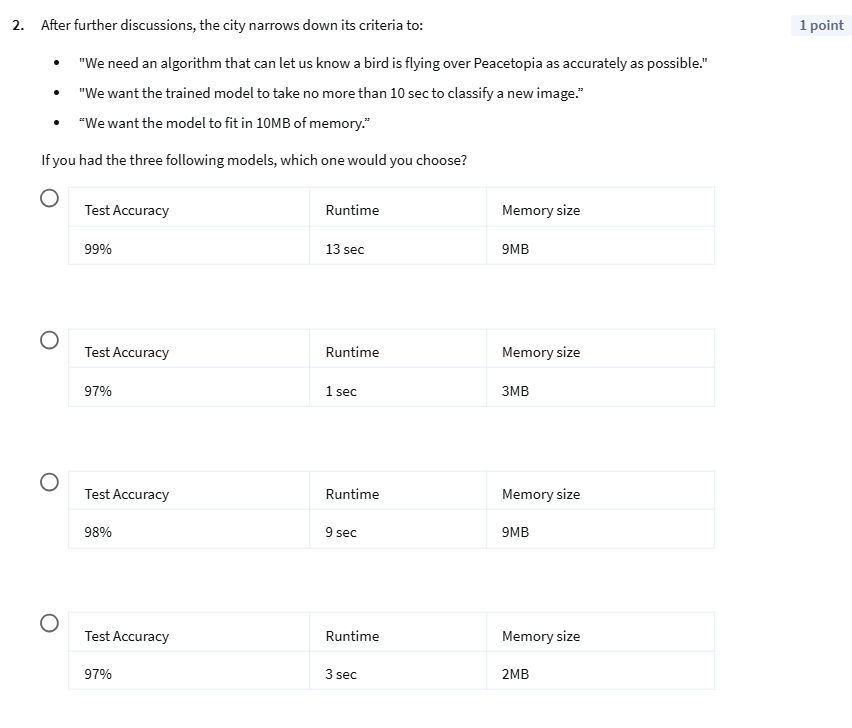 2. After further discussions, the city narrows down its criteria to:
1 point
• "We need an algorithm that can let us know a bird is flying over Peacetopia as accurately as possible."
• "We want the trained model to take no more than 10 sec to classify a new image.”
• “We want the model to fit in 10MB of memory.”
If you had the three following models, which one would you choose?
Test Accuracy Runtime Memory size
99% 13 sec 9MB
Test Accuracy Runtime Memory size
97% 1 sec 3MB
Test Accuracy Runtime Memory size
98% 9 sec 9MB
Test Accuracy Runtime Memory size
97% 3 sec 2MB